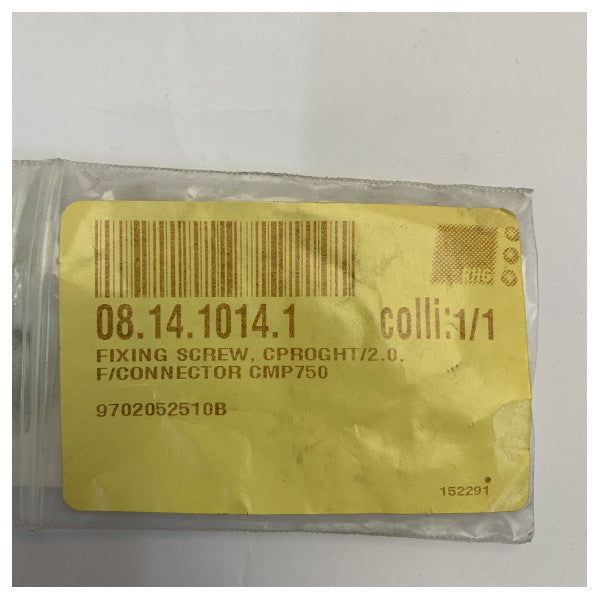 08.14.1014.1 colli:1/1
FIXING SCREW, CPROGHT/2.0,
F/CONNECTOR CMP750
9702052510B
152291